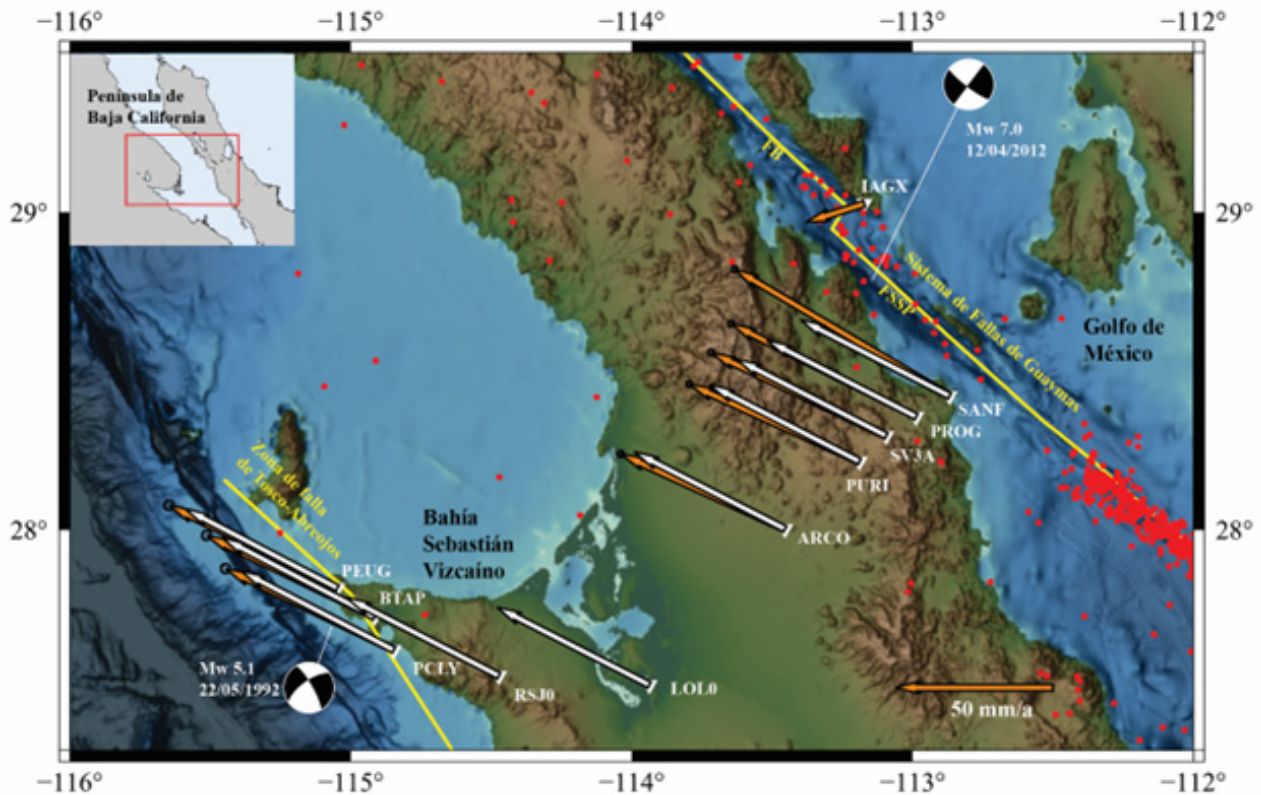 −116°
−115°
−114°
−113°
−112°
Península de
Baja California
Mw 7.0
12/04/2012
FB
IAGX
29°
29°
Sistema de Fallas de Guaymas
FSSP
Golfo de
México
SANF
PROG
SV3A
PURI
Zona de falla
de Tosco-Abreojos
28°
28°
Bahía
Sebastián
Vizcaíno
ARCO
PEUG
BTAP
PCLY
Mw 5.1
22/05/1992
RSJ0
LOL0
50 mm/a
−116°
−115°
−114°
−113°
−112°